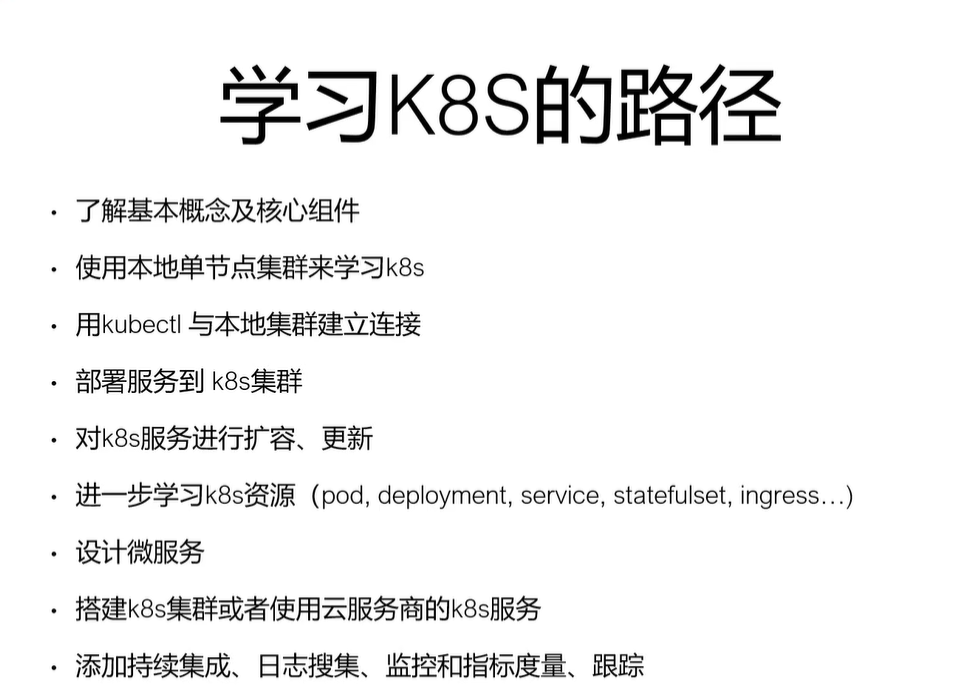 学习K8S的路径
• 了解基本概念及核心组件
• 使用本地单节点集群来学习k8s
• 用kubectl 与本地集群建立连接
• 部署服务到 k8s集群
• 对k8s服务进行扩容、更新
• 进一步学习k8s资源（pod, deployment, service, statefulset, ingress…)
• 设计微服务
• 搭建k8s集群或者使用云服务商的k8s服务
• 添加持续集成、日志搜集、监控和指标度量、跟踪